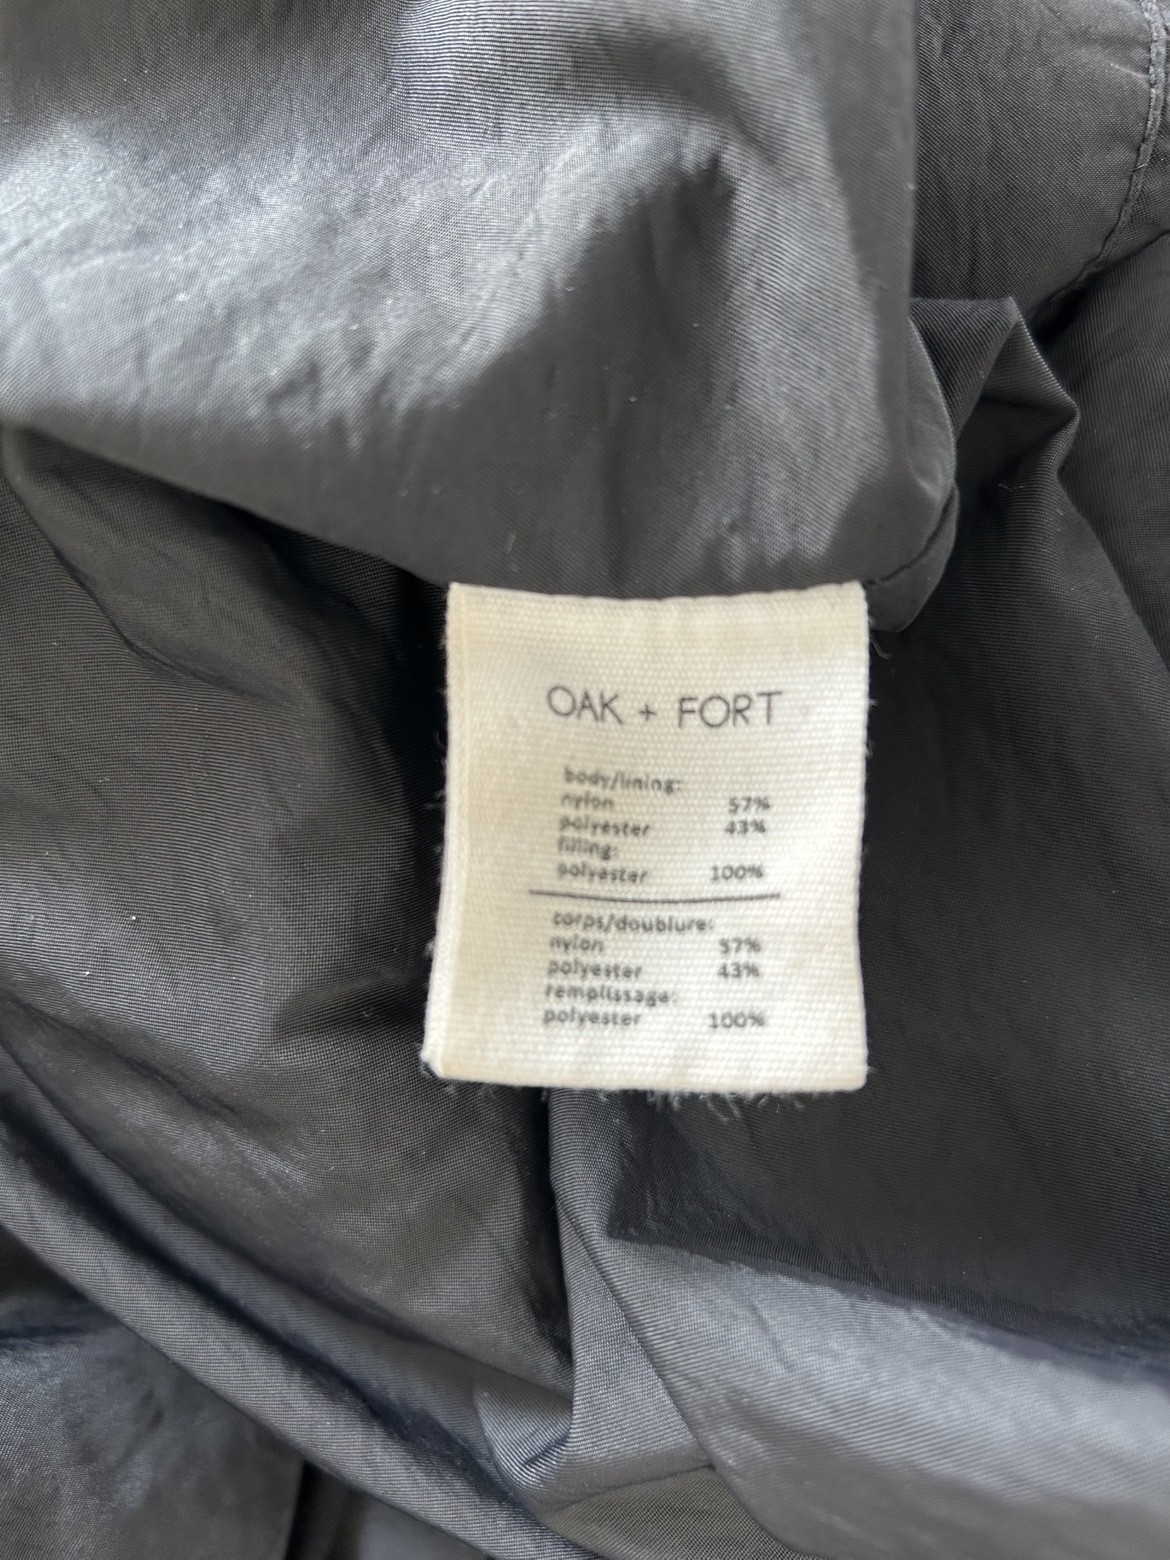 OAK + FORT
body/lining:
nylon 57%
polyester 43%
filling:
polyester 100%
corps/doublure:
nylon 57%
polyester 43%
remplissage:
polyester 100%